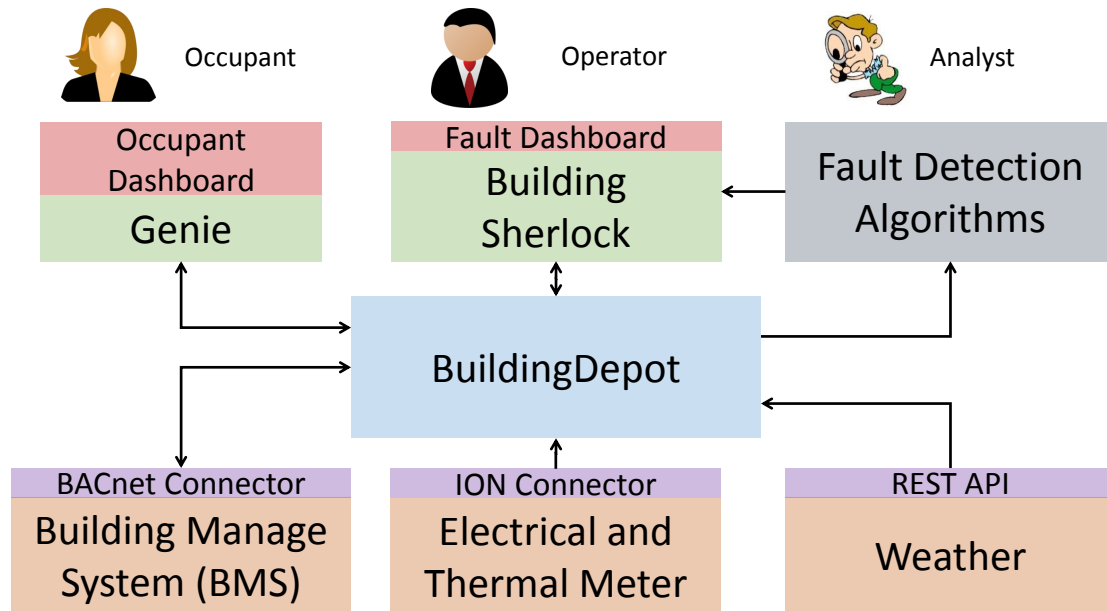 Occupant
Operator
Analyst
Occupant
Dashboard
Genie
Fault Dashboard
Building
Sherlock
Fault Detection
Algorithms
BuildingDepot
BACnet Connector
Building Manage
System (BMS)
ION Connector
Electrical and
Thermal Meter
REST API
Weather